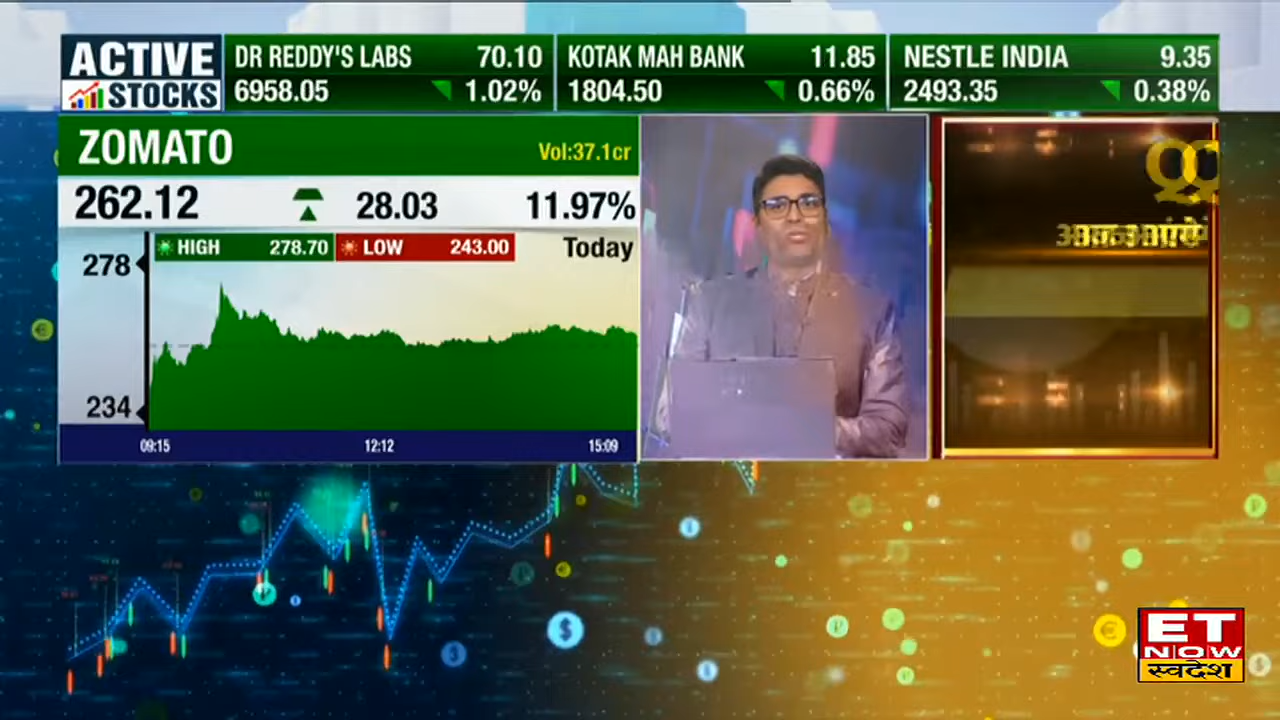 ACTIVE
STOCKS
DR REDDY'S LABS 70.10
6958.05 1.02%
KOTAK MAH BANK 11.85
1804.50 0.66%
NESTLE INDIA 9.35
2493.35 0.38%
ZOMATO
Vol:37.1cr
262.12 28.03 11.97%
HIGH 278.70 LOW 243.00 Today
278
234
09:15 12:12 15:09
ET
NOW
स्वदेश